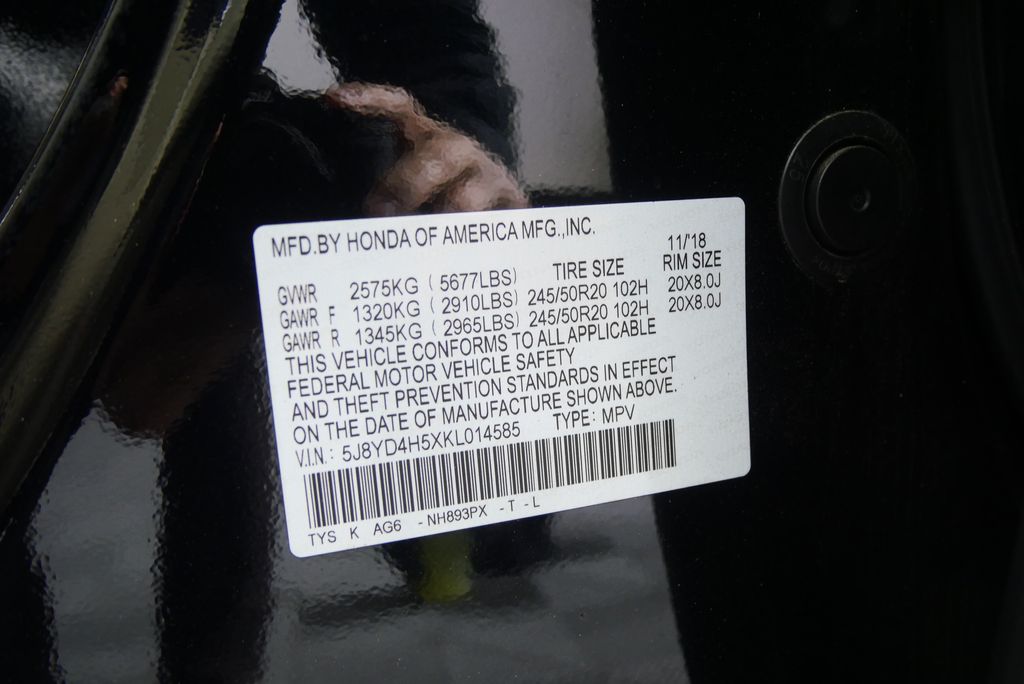 MFD.BY HONDA OF AMERICA MFG.,INC.
11/'18
GVWR 2575KG ( 5677LBS) TIRE SIZE RIM SIZE
GAWR F 1320KG ( 2910LBS) 245/50R20 102H 20X8.0J
GAWR R 1345KG ( 2965LBS) 245/50R20 102H 20X8.0J
THIS VEHICLE CONFORMS TO ALL APPLICABLE
FEDERAL MOTOR VEHICLE SAFETY
AND THEFT PREVENTION STANDARDS IN EFFECT
ON THE DATE OF MANUFACTURE SHOWN ABOVE.
V.I.N: 5J8YD4H5XKL014585 TYPE: MPV
TYS K AG6 - NH893PX - T - L